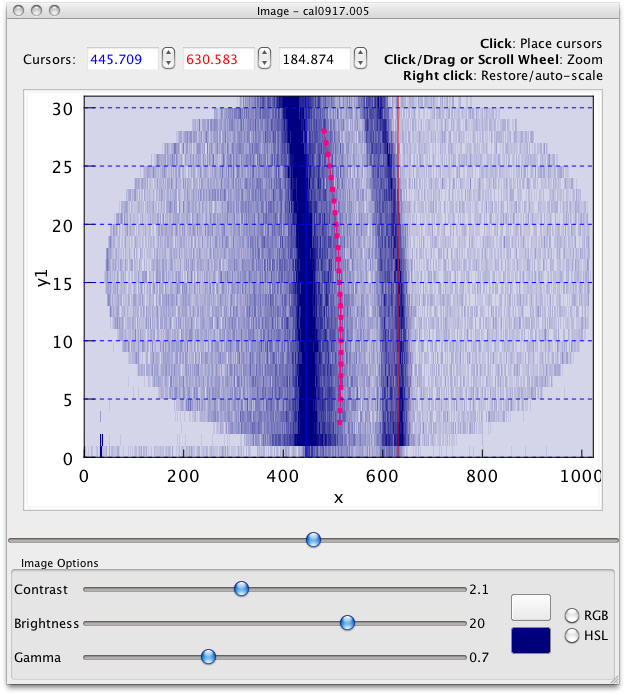 Image – cal0917.005
Cursors: 445.709 630.583 184.874
Click: Place cursors
Click/Drag or Scroll Wheel: Zoom
Right click: Restore/auto-scale
30
25
20
y1
15
10
5
0
0 200 400 600 800 1000
x
Image Options
Contrast 2.1
Brightness 20
Gamma 0.7
RGB
HSL